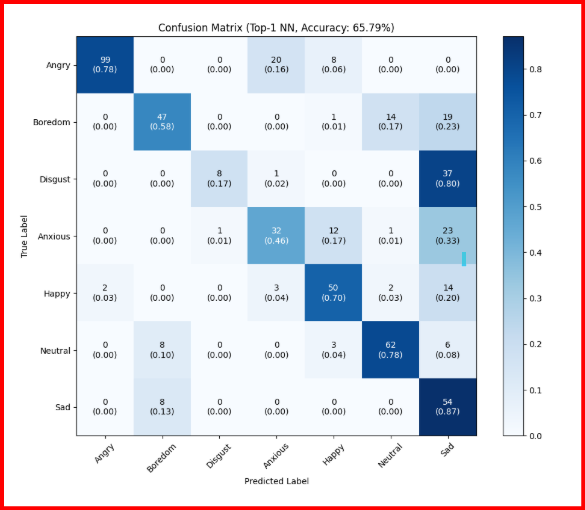 Confusion Matrix (Top-1 NN, Accuracy: 65.79%)
True Label
Angry 99 0 0 20 8 0 0
(0.78) (0.00) (0.00) (0.16) (0.06) (0.00) (0.00)
Boredom 0 47 0 0 1 14 19
(0.00) (0.58) (0.00) (0.00) (0.01) (0.17) (0.23)
Disgust 0 0 8 1 0 0 37
(0.00) (0.00) (0.17) (0.02) (0.00) (0.00) (0.80)
Anxious 0 0 1 32 12 1 23
(0.00) (0.00) (0.01) (0.46) (0.17) (0.01) (0.33)
Happy 2 0 0 3 50 2 14
(0.03) (0.00) (0.00) (0.04) (0.70) (0.03) (0.20)
Neutral 0 8 0 0 3 62 6
(0.00) (0.10) (0.00) (0.00) (0.04) (0.78) (0.08)
Sad 0 8 0 0 0 0 54
(0.00) (0.13) (0.00) (0.00) (0.00) (0.00) (0.87)
Angry Boredom Disgust Anxious Happy Neutral Sad
Predicted Label
0.8
0.7
0.6
0.5
0.4
0.3
0.2
0.1
0.0